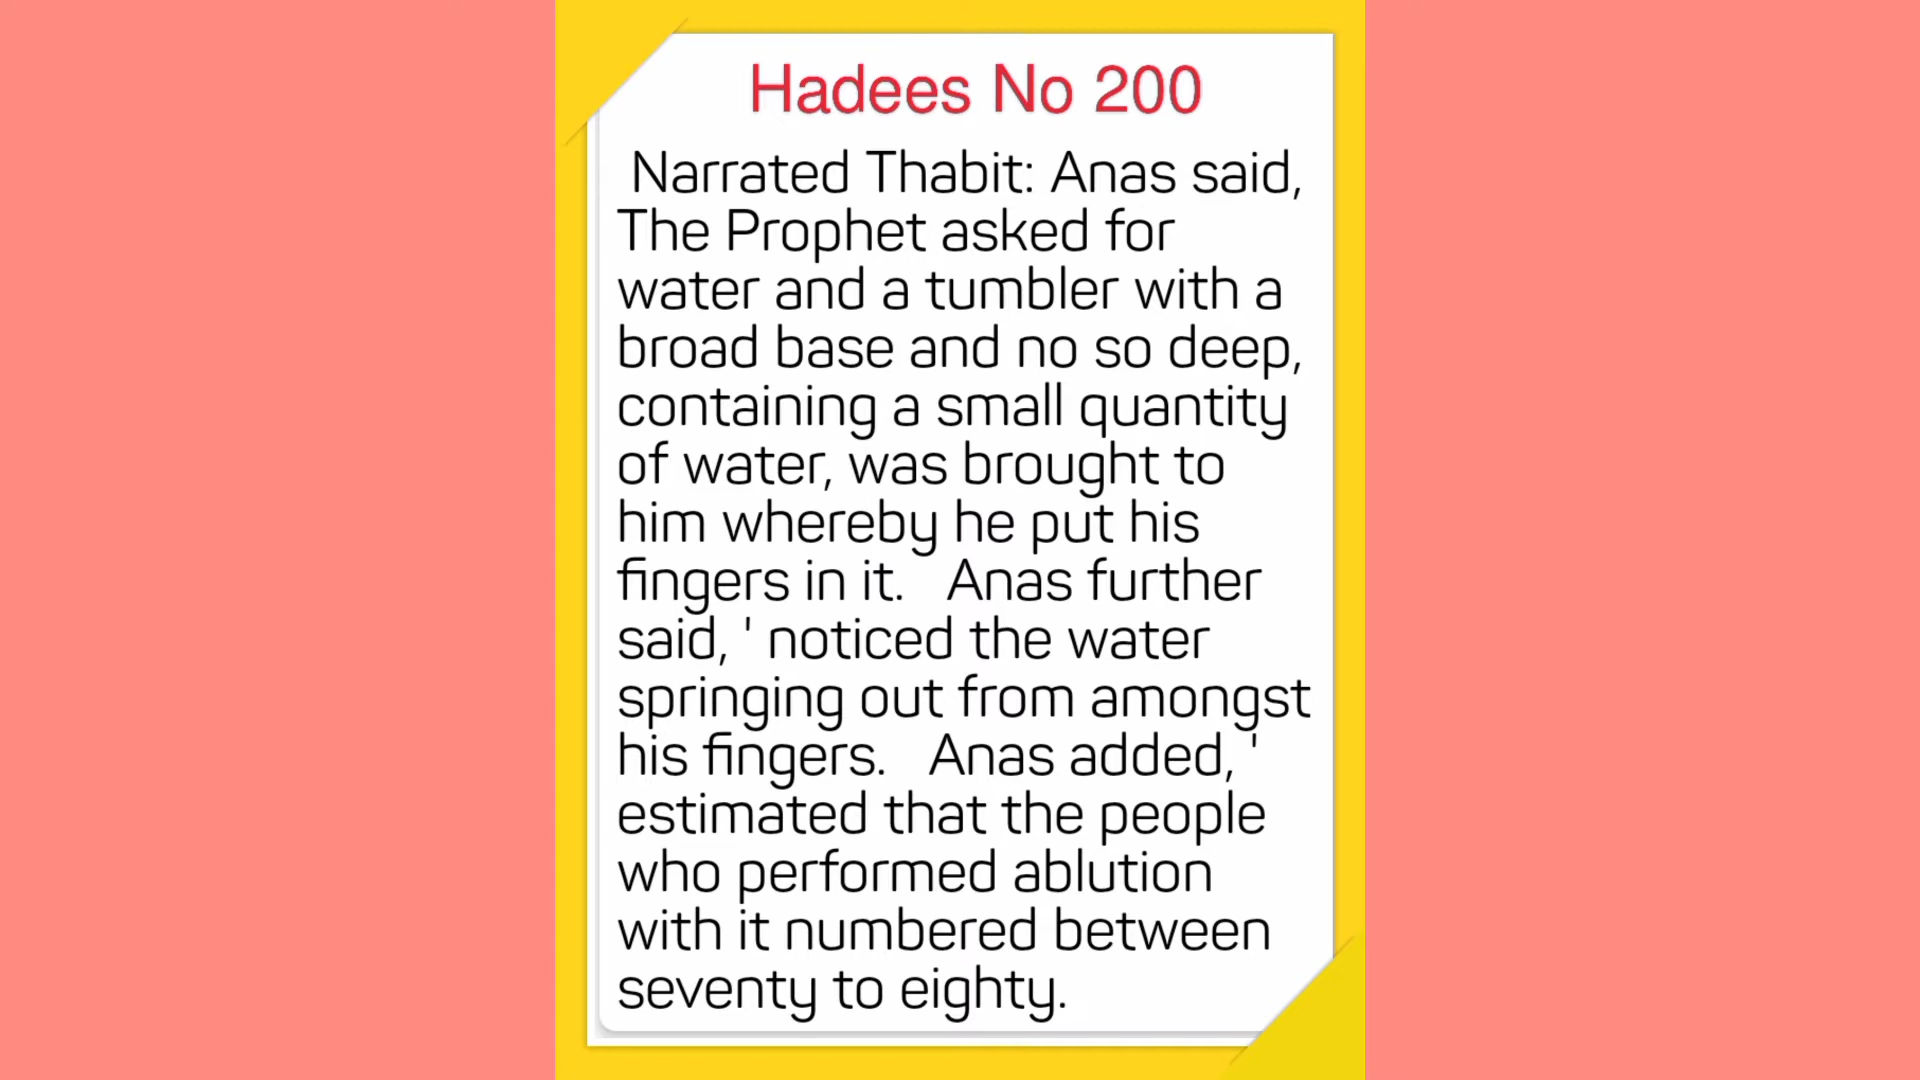 Hadees No 200
Narrated Thabit: Anas said,
The Prophet asked for
water and a tumbler with a
broad base and no so deep,
containing a small quantity
of water, was brought to
him whereby he put his
fingers in it.   Anas further
said, ' noticed the water
springing out from amongst
his fingers.   Anas added, '
estimated that the people
who performed ablution
with it numbered between
seventy to eighty.